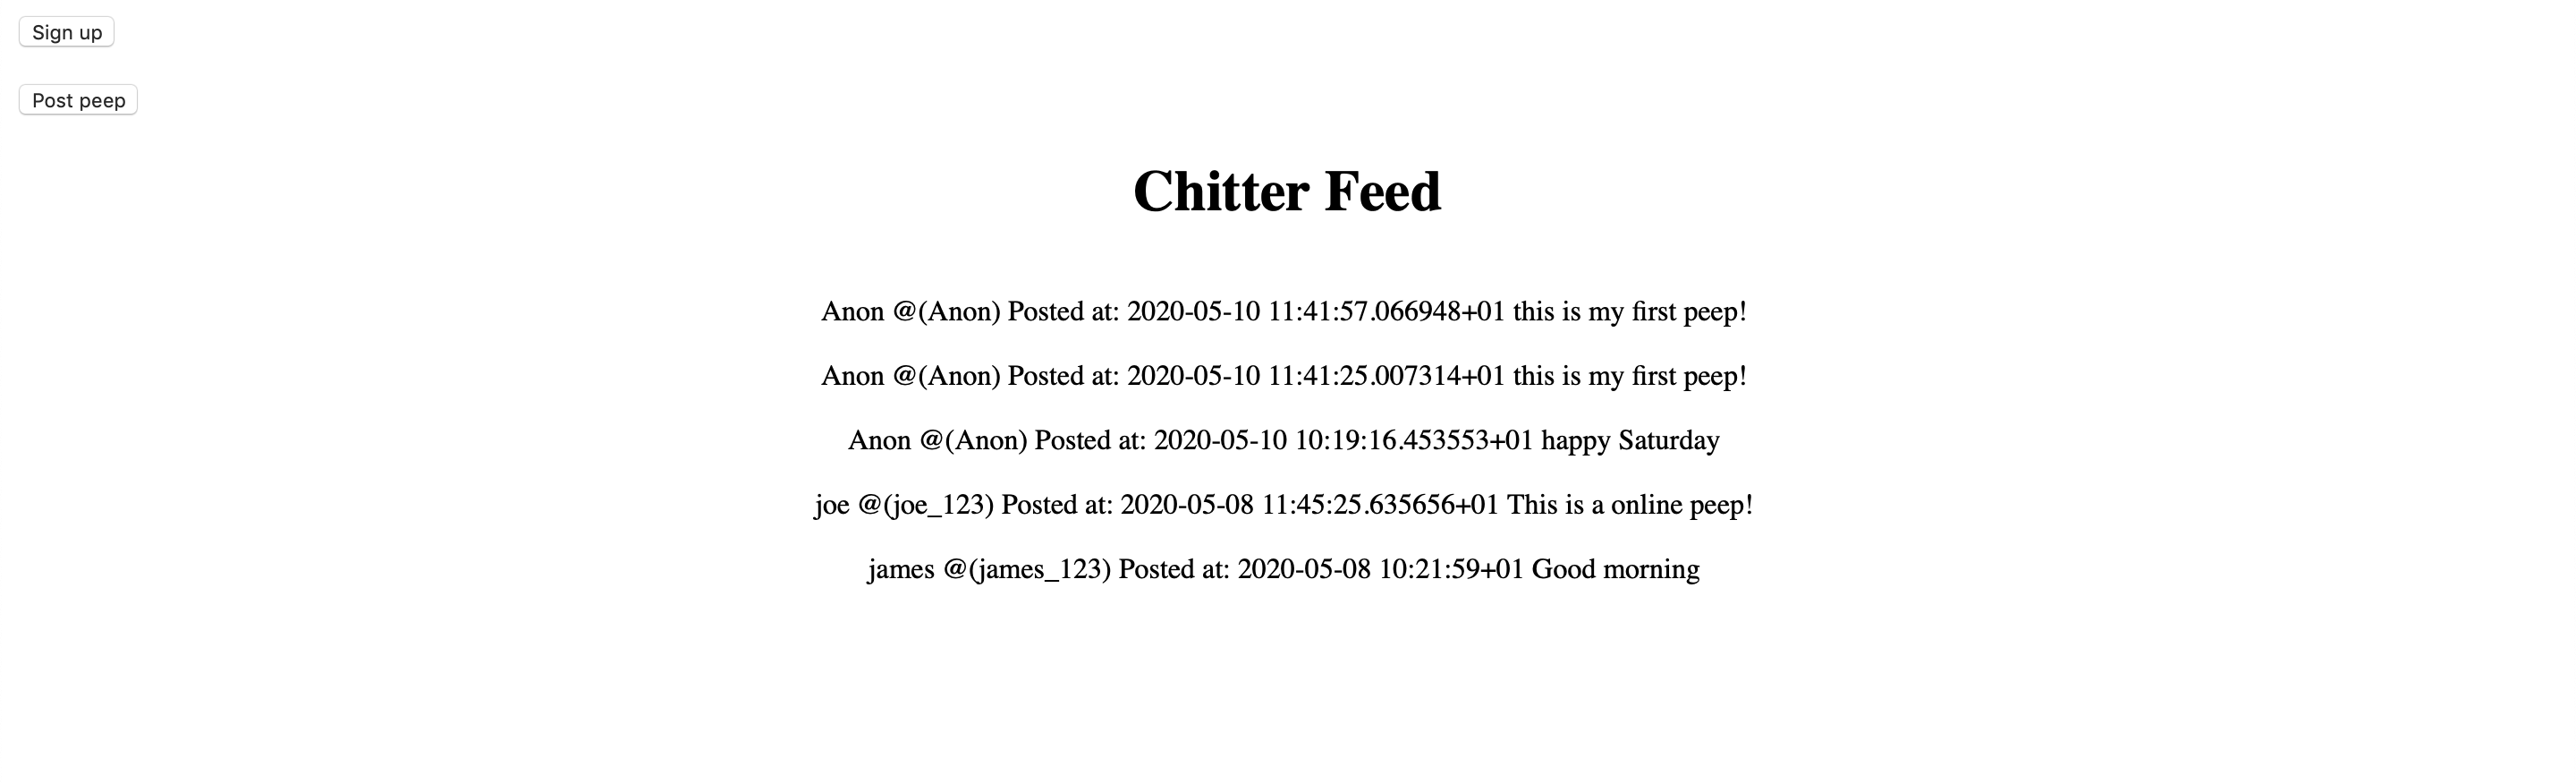 Sign up
Post peep
Chitter Feed
Anon @(Anon) Posted at: 2020-05-10 11:41:57.066948+01 this is my first peep!
Anon @(Anon) Posted at: 2020-05-10 11:41:25.007314+01 this is my first peep!
Anon @(Anon) Posted at: 2020-05-10 10:19:16.453553+01 happy Saturday
joe @(joe_123) Posted at: 2020-05-08 11:45:25.635656+01 This is a online peep!
james @(james_123) Posted at: 2020-05-08 10:21:59+01 Good morning